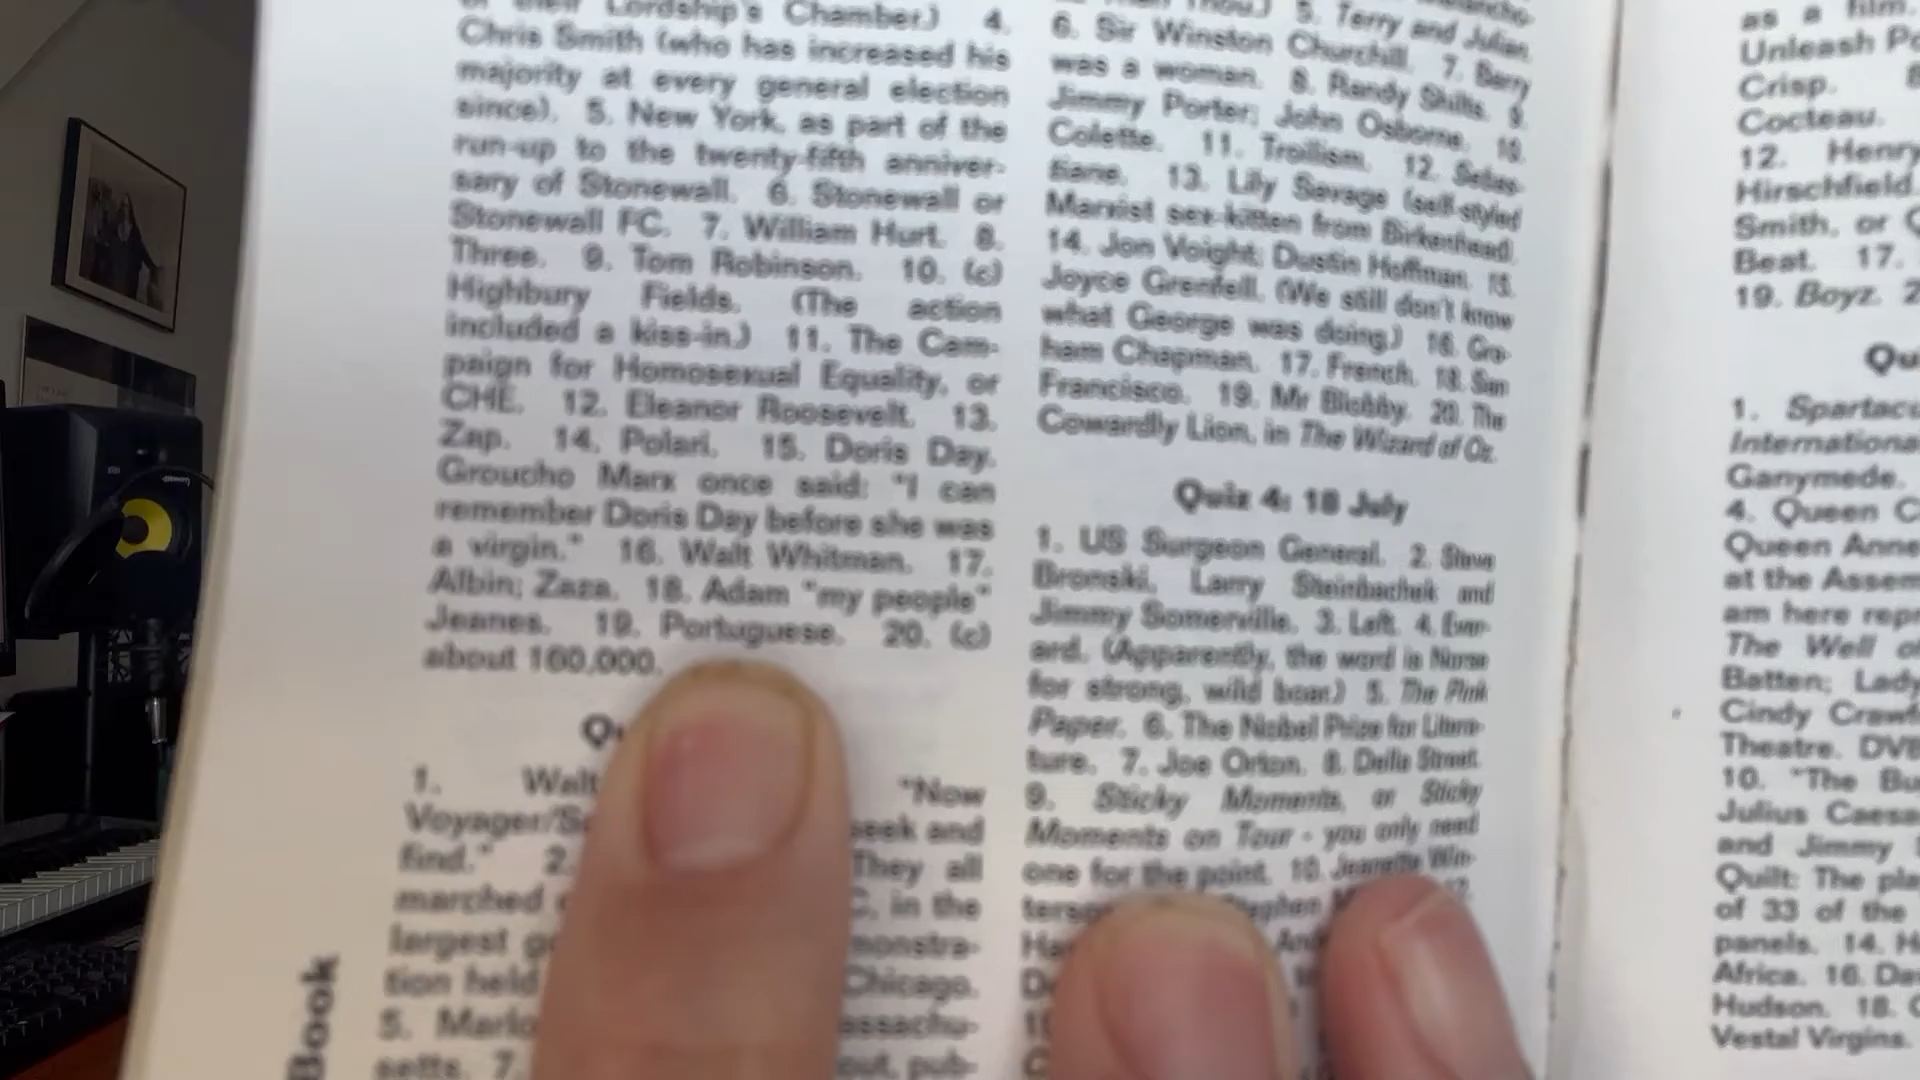 of their Lordship's Chamber.) 4.
Chris Smith (who has increased his
majority at every general election
since). 5. New York, as part of the
run-up to the twenty-fifth anniver-
sary of Stonewall. 6. Stonewall or
Stonewall FC. 7. William Hurt. 8.
Three. 9. Tom Robinson. 10. (c)
Highbury Fields. (The action
included a kiss-in.) 11. The Cam-
paign for Homosexual Equality, or
CHE. 12. Eleanor Roosevelt. 13.
Zap. 14. Polari. 15. Doris Day.
Groucho Marx once said: "I can
remember Doris Day before she was
a virgin." 16. Walt Whitman. 17.
Albin; Zaza. 18. Adam "my people"
Jeanes. 19. Portuguese. 20. (c)
about 160,000.
1. Walt "Now
Voyager/ seek and
find." 2. They all
marched in the
largest monstra-
tion held Chicago.
5. assachu-
setts. 7. pub-
Book
Thou.) 5. Terry and Julian.
6. Sir Winston Churchill. 7. Barry
was a woman. 8. Randy Shilts. 9.
Jimmy Porter; John Osborne. 10.
Colette. 11. Troilism. 12. Sebas-
tiane. 13. Lily Savage (self-styled
Marxist sex-kitten from Birkenhead.
14. Jon Voight; Dustin Hoffman. 15.
Joyce Grenfell. (We still don't know
what George was doing.) 16. Gra-
ham Chapman. 17. French. 18. San
Francisco. 19. Mr Blobby. 20. The
Cowardly Lion, in The Wizard of Oz.
Quiz 4: 18 July
1. US Surgeon General. 2. Steve
Bronski, Larry Steinbachek and
Jimmy Somerville. 3. Left. 4. Ever-
ard. (Apparently, the word is Norse
for strong, wild boar.) 5. The Pink
Paper. 6. The Nobel Prize for Litera-
ture. 7. Joe Orton. 8. Delia Street.
9. Sticky Moments, or Sticky
Moments on Tour - you only need
one for the point. 10. Jeanette Win-
as a film.
Unleash
Crisp.
Cocteau.
12. Henry
Hirschfield.
Smith, or
Beat. 17.
19. Boyz.
1.
International
Ganymede.
4. Queen
Queen Anne
at the
am here
The Well of
Batten; Lady
Cindy
Theatre.
10. "The
Julius
and Jimmy
Quilt: The
of 33 of the
panels. 14.
Africa. 16.
Hudson. 18.
Vestal Virgins.